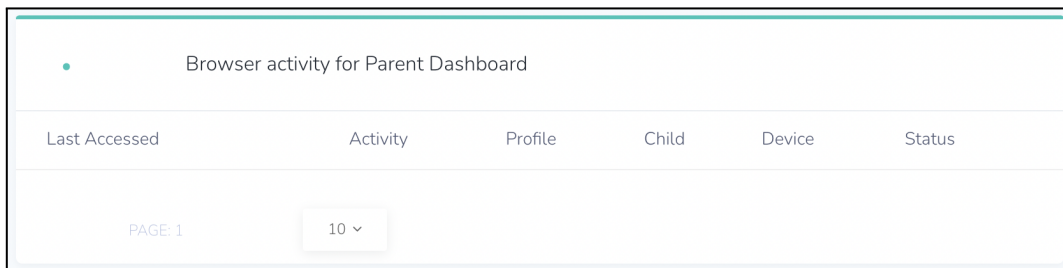 Browser activity for Parent Dashboard
Last Accessed Activity Profile Child Device Status
PAGE: 1 10